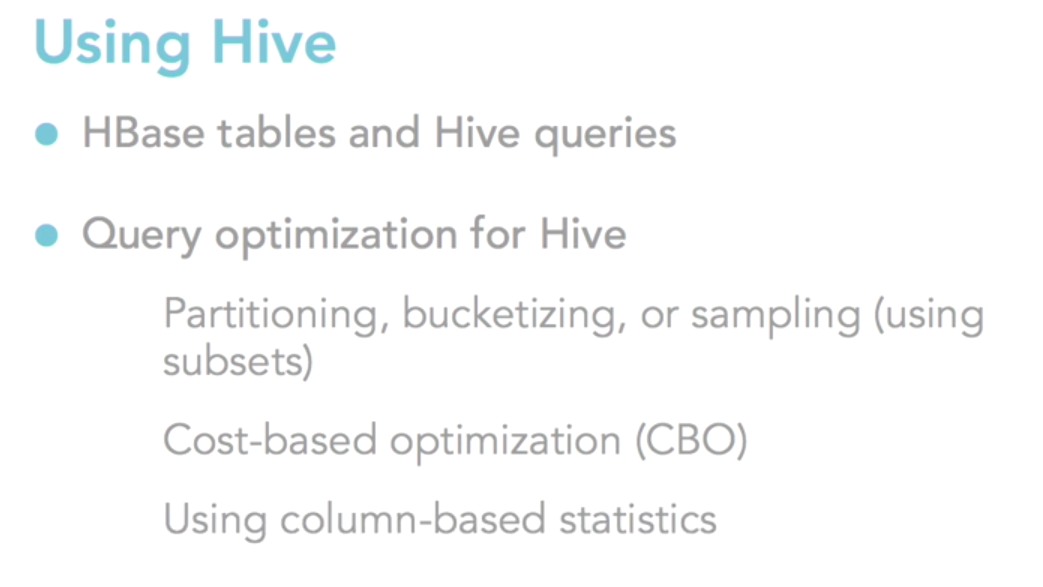 Using Hive
HBase tables and Hive queries
Query optimization for Hive
Partitioning, bucketizing, or sampling (using
subsets)
Cost-based optimization (CBO)
Using column-based statistics